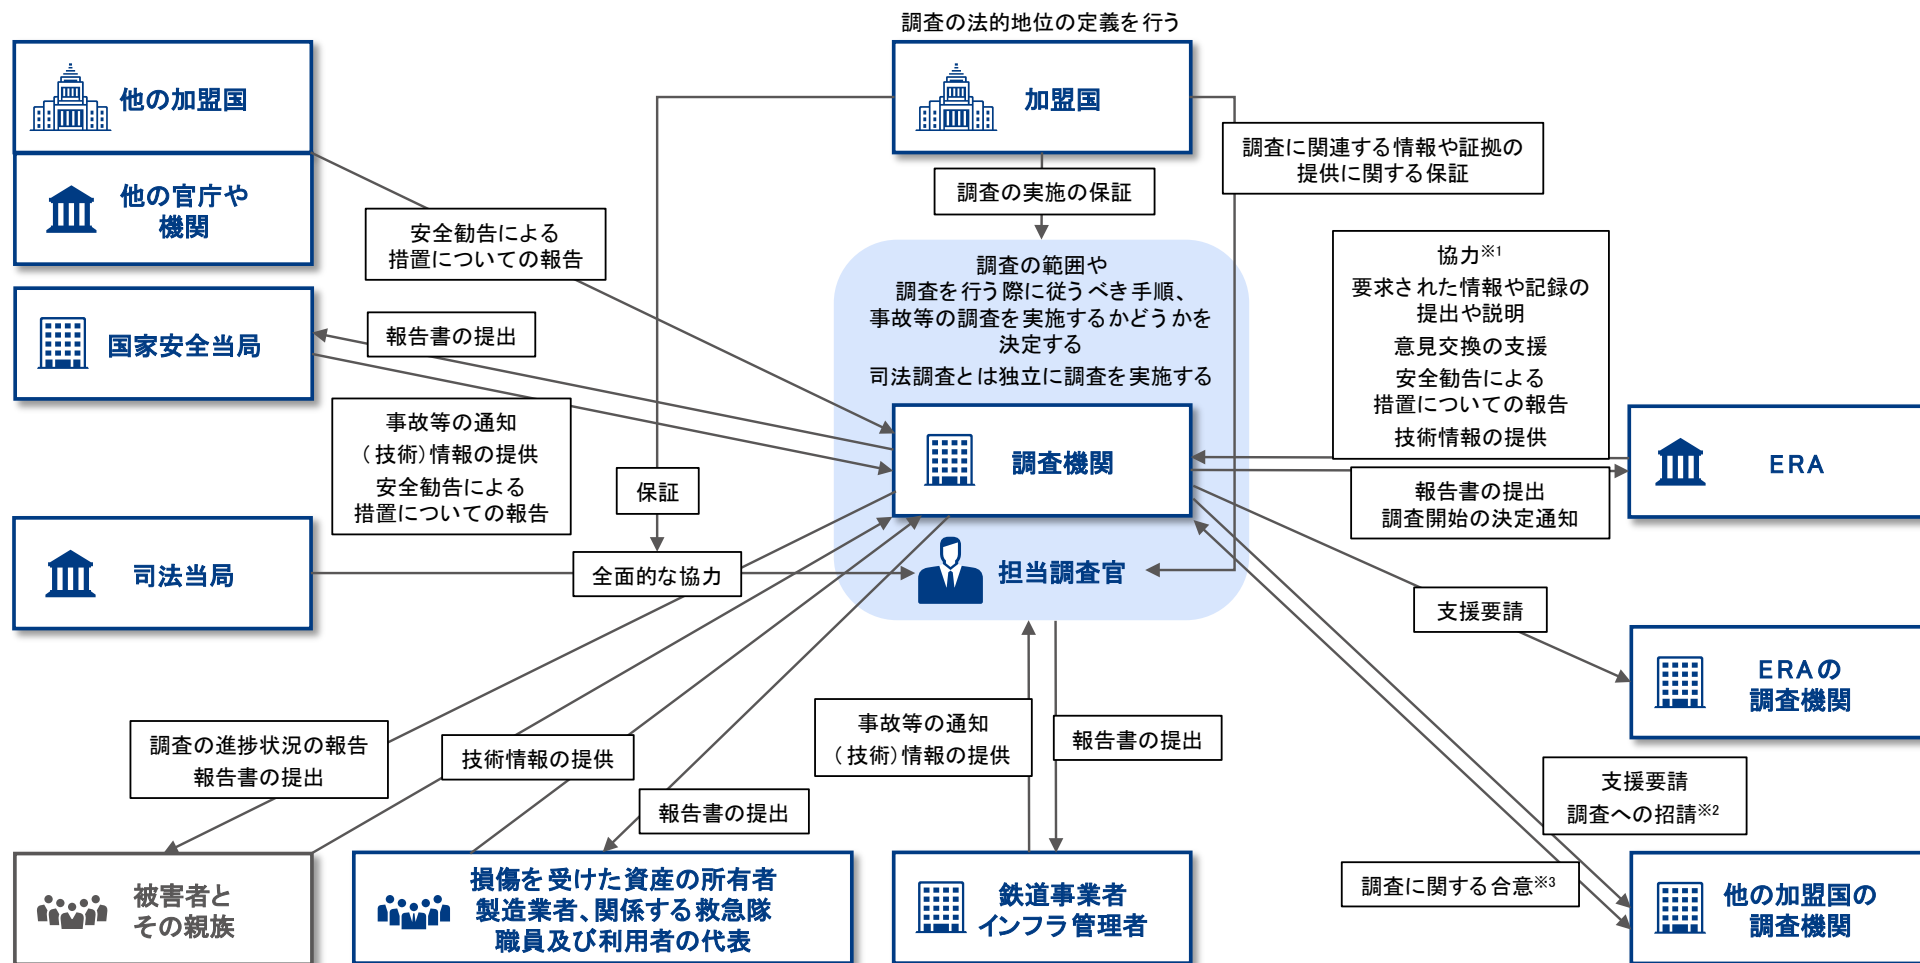 調査の法的地位の定義を行う
他の加盟国
加盟国
調査に関連する情報や証拠の
提供に関する保証
調査の実施の保証
他の官庁や
機関
安全勧告による
措置についての報告
調査の範囲や
調査を行う際に従うべき手順、
事故等の調査を実施するかどうかを
決定する
司法調査とは独立に調査を実施する
協力※1
要求された情報や記録の
提出や説明
意見交換の支援
安全勧告による
措置についての報告
技術情報の提供
国家安全当局
報告書の提出
事故等の通知
（技術）情報の提供
安全勧告による
措置についての報告
保証
調査機関
ERA
報告書の提出
調査開始の決定通知
司法当局
全面的な協力
担当調査官
支援要請
ERAの
調査機関
調査の進捗状況の報告
報告書の提出
技術情報の提供
報告書の提出
事故等の通知
（技術）情報の提供
報告書の提出
支援要請
調査への招請※2
調査に関する合意※3
被害者と
その親族
損傷を受けた資産の所有者
製造業者、関係する救急隊
職員及び利用者の代表
鉄道事業者
インフラ管理者
他の加盟国の
調査機関